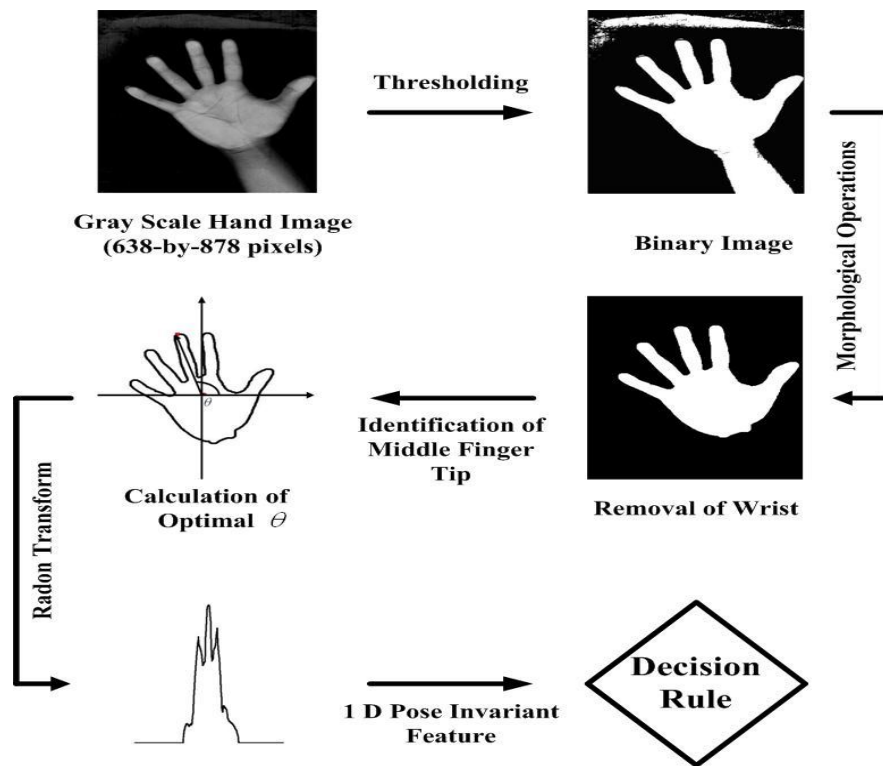 Thresholding
Gray Scale Hand Image
(638-by-878 pixels)
Binary Image
Morphological Operations
Removal of Wrist
Identification of
Middle Finger
Tip
θ
Calculation of
Optimal θ
Radon Transform
1 D Pose Invariant
Feature
Decision
Rule